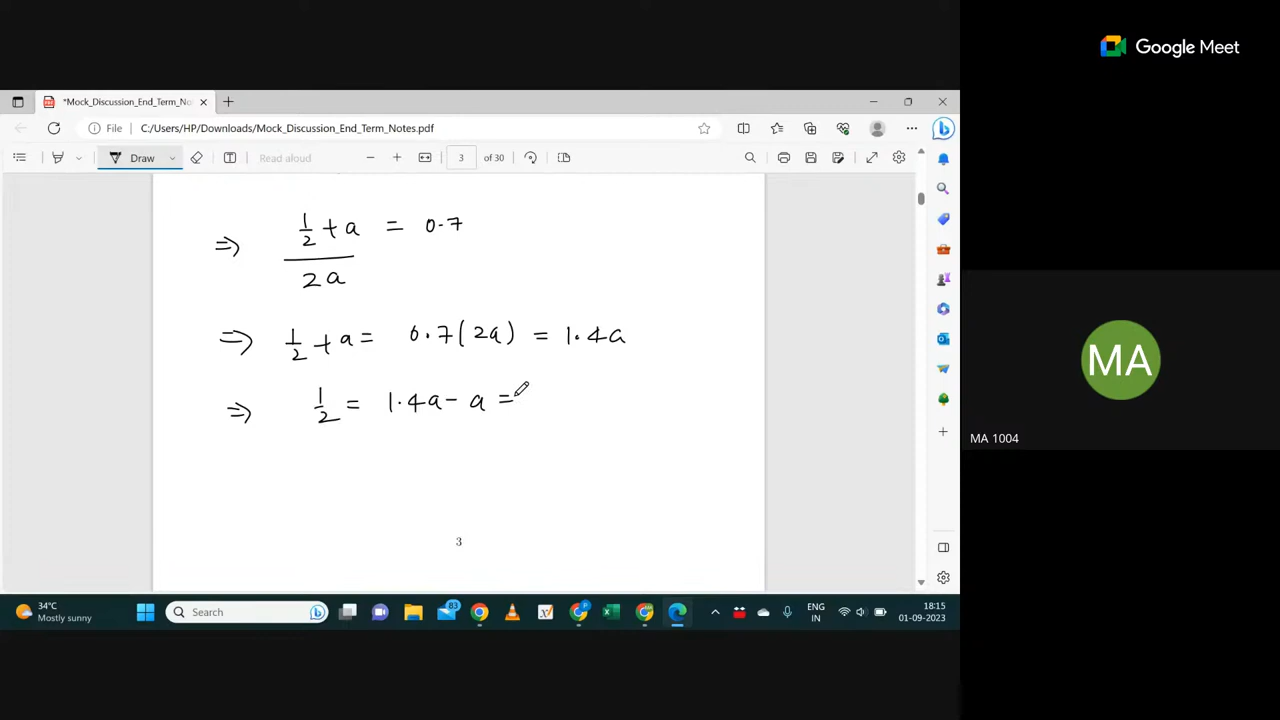 Google Meet
*Mock_Discussion_End_Term_No
File C:/Users/HP/Downloads/Mock_Discussion_End_Term_Notes.pdf
Draw Read aloud 3 of 30
⇒ (1/2 + a)/2a = 0.7
⇒ 1/2 + a = 0.7(2a) = 1.4a
⇒ 1/2 = 1.4a - a =
3
MA
MA 1004
34°C
Mostly sunny
Search
83
ENG
IN
18:15
01-09-2023